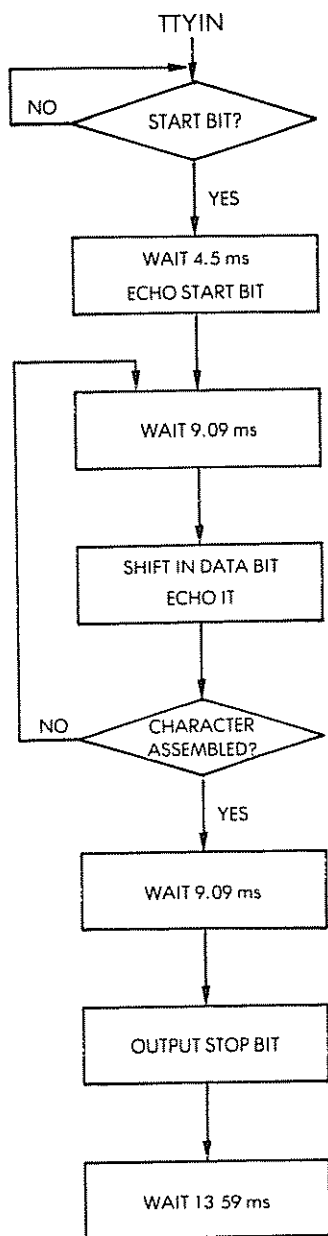 TTYIN
NO
START BIT?
YES
WAIT 4.5 ms
ECHO START BIT
WAIT 9.09 ms
SHIFT IN DATA BIT
ECHO IT
NO
CHARACTER
ASSEMBLED?
YES
WAIT 9.09 ms
OUTPUT STOP BIT
WAIT 13 59 ms